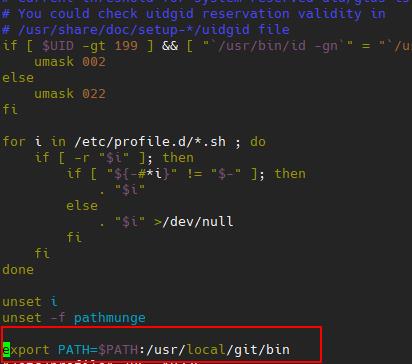 # You could check uidgid reservation validity in
# /usr/share/doc/setup-*/uidgid file
if [ $UID -gt 199 ] && [ "`/usr/bin/id -gn`" = "`/u
    umask 002
else
    umask 022
fi
for i in /etc/profile.d/*.sh ; do
    if [ -r "$i" ]; then
        if [ "${-#*i}" != "$-" ]; then
            . "$i"
        else
            . "$i" >/dev/null
        fi
    fi
done
unset i
unset -f pathmunge
export PATH=$PATH:/usr/local/git/bin